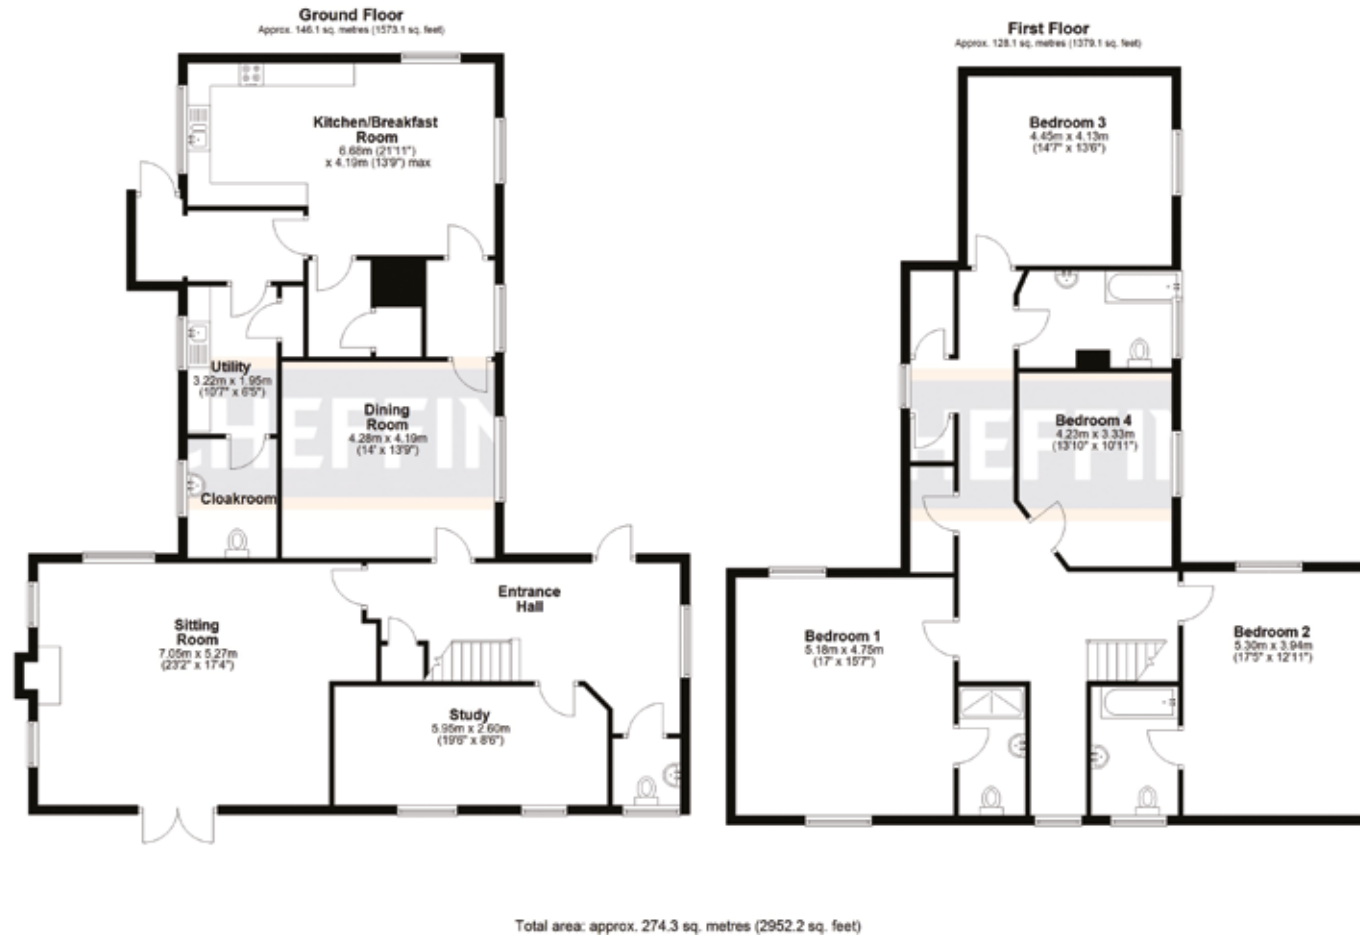 Ground Floor
Approx. 146.1 sq. metres (1573.1 sq. feet)
Kitchen/Breakfast
Room
6.68m (21'11")
x 4.19m (13'9") max
Utility
3.22m x 1.95m
(10'7" x 6'5")
Dining
Room
4.28m x 4.19m
(14' x 13'9")
Cloakroom
Entrance
Hall
Sitting
Room
7.05m x 5.27m
(23'2" x 17'4")
Study
5.95m x 2.60m
(19'6" x 8'6")
First Floor
Approx. 128.1 sq. metres (1379.1 sq. feet)
Bedroom 3
4.45m x 4.13m
(14'7" x 13'6")
Bedroom 4
4.23m x 3.33m
(13'10" x 10'11")
Bedroom 1
5.18m x 4.75m
(17' x 15'7")
Bedroom 2
5.30m x 3.94m
(17'5" x 12'11")
Total area: approx. 274.3 sq. metres (2952.2 sq. feet)